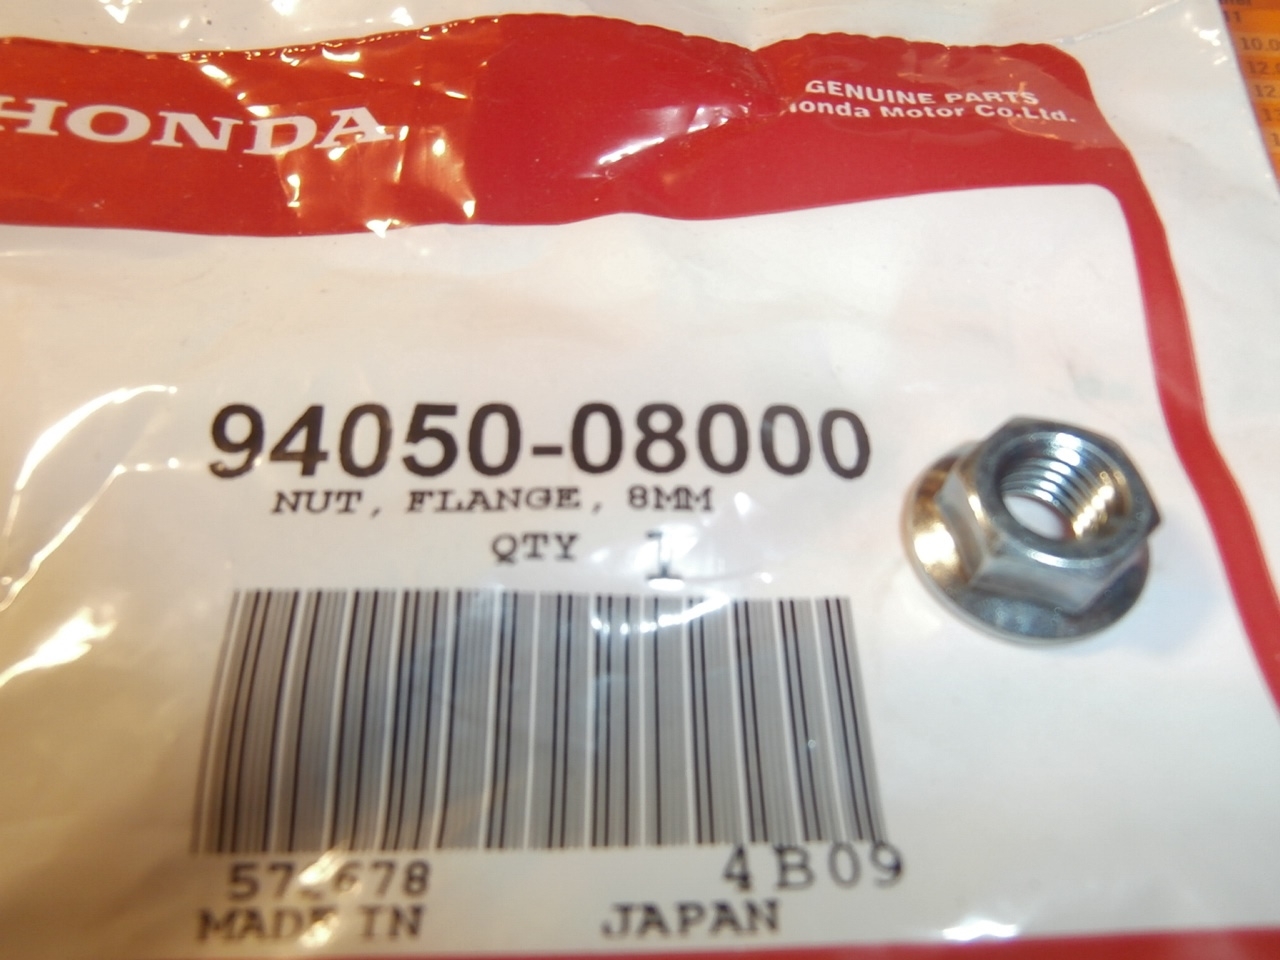 HONDA
GENUINE PARTS
Honda Motor Co.Ltd.
94050-08000
NUT, FLANGE, 8MM
QTY 1
4B09
MADE IN JAPAN